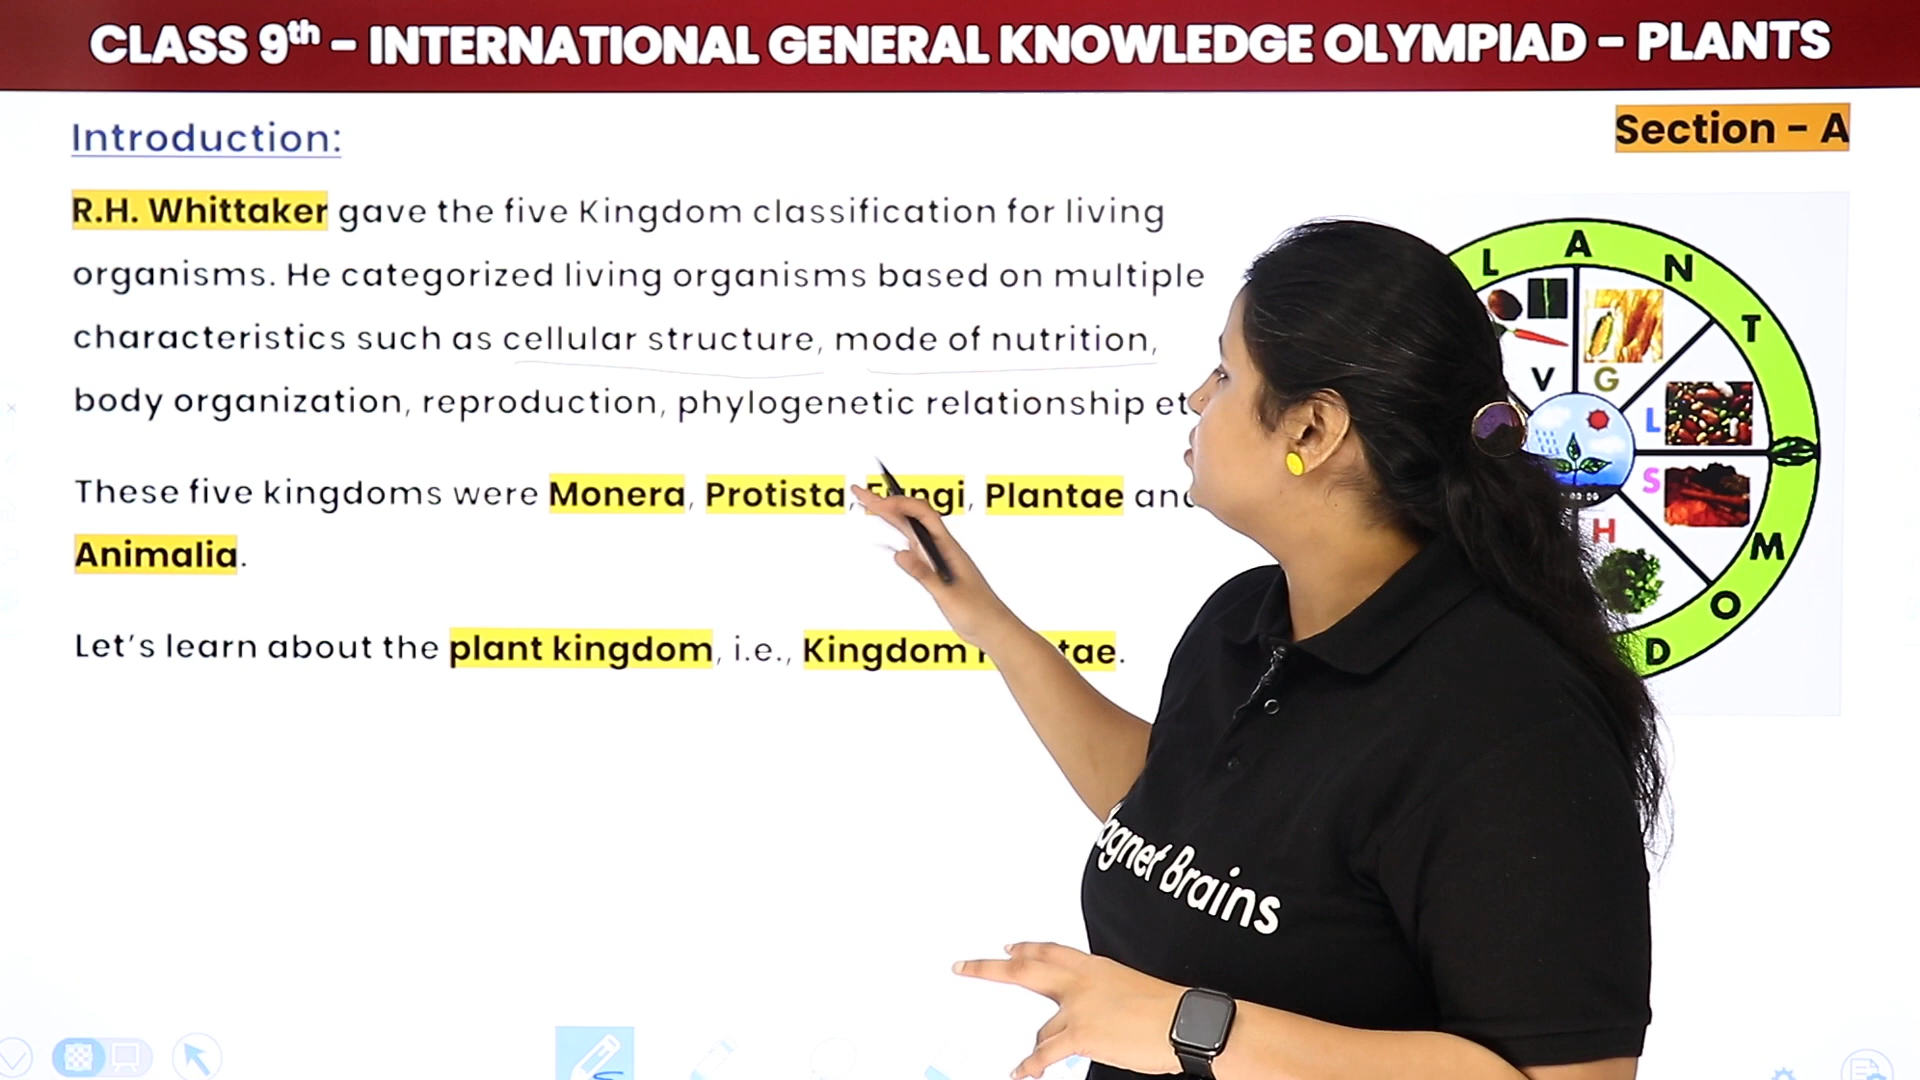 CLASS 9th – INTERNATIONAL GENERAL KNOWLEDGE OLYMPIAD – PLANTS
Introduction:
Section – A
R.H. Whittaker gave the five Kingdom classification for living
organisms. He categorized living organisms based on multiple
characteristics such as cellular structure, mode of nutrition,
body organization, reproduction, phylogenetic relationship
These five kingdoms were Monera, Protista, Plantae
Animalia.
Let's learn about the plant kingdom, i.e., Kingdom
L A N T
M O D
V G L S H
Brains